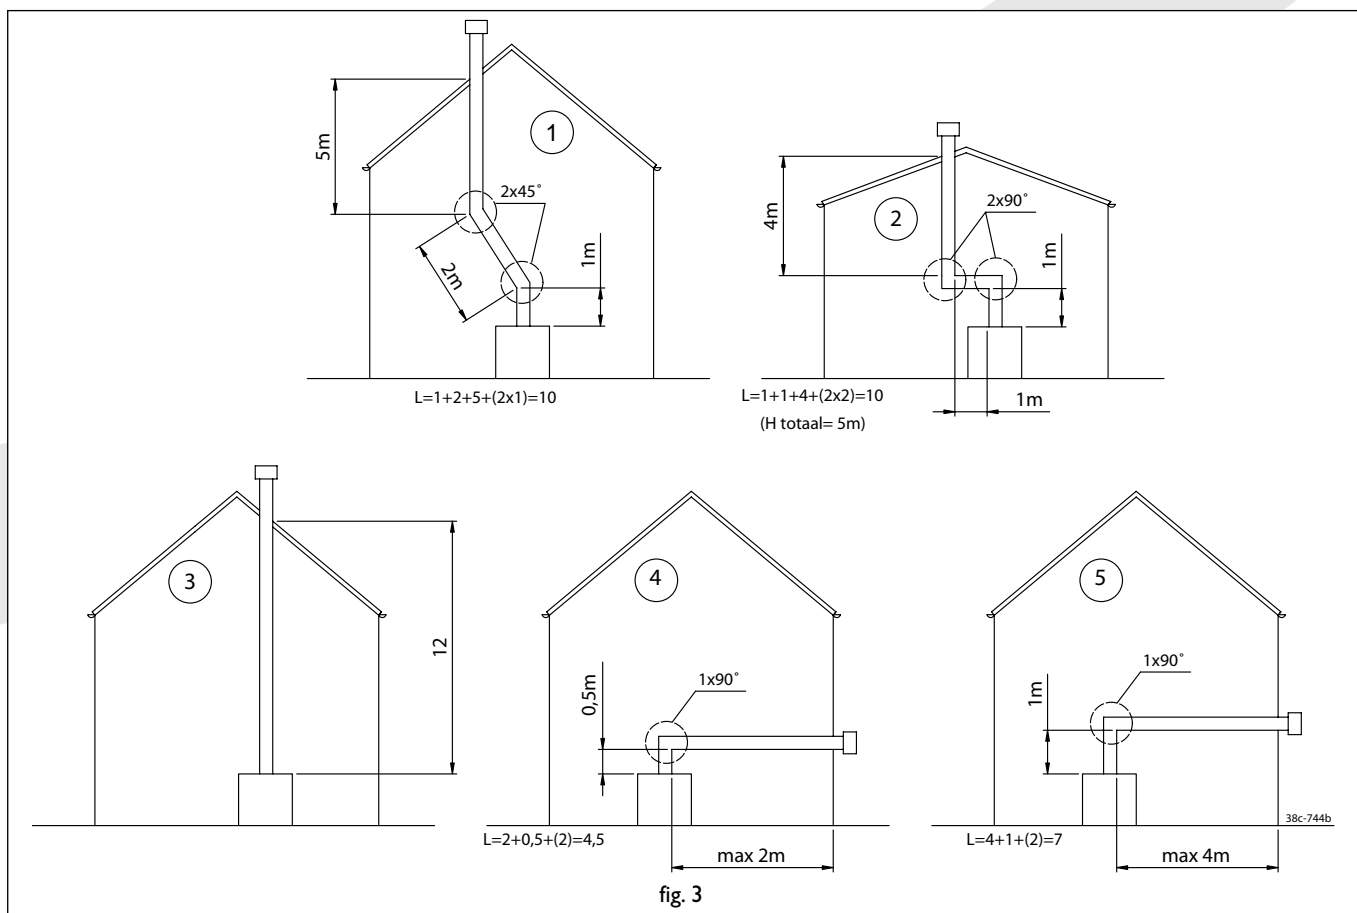 5m
1
2x45°
2m
1m
L=1+2+5+(2x1)=10
4m
2
2x90°
1m
L=1+1+4+(2x2)=10
(H totaal= 5m)
1m
3
12
4
0,5m
1x90°
L=2+0,5+(2)=4,5
max 2m
5
1m
1x90°
L=4+1+(2)=7
max 4m
38c-744b
fig. 3